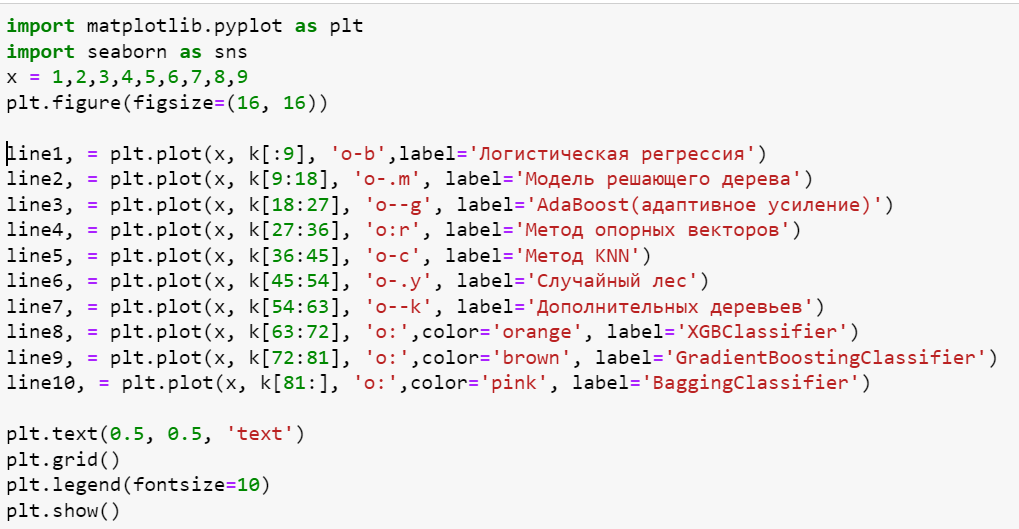 import matplotlib.pyplot as plt
import seaborn as sns
x = 1,2,3,4,5,6,7,8,9
plt.figure(figsize=(16, 16))

line1, = plt.plot(x, k[:9], 'o-b',label='Логистическая регрессия')
line2, = plt.plot(x, k[9:18], 'o-.m', label='Модель решающего дерева')
line3, = plt.plot(x, k[18:27], 'o--g', label='AdaBoost(адаптивное усиление)')
line4, = plt.plot(x, k[27:36], 'o:r', label='Метод опорных векторов')
line5, = plt.plot(x, k[36:45], 'o-c', label='Метод KNN')
line6, = plt.plot(x, k[45:54], 'o-.y', label='Случайный лес')
line7, = plt.plot(x, k[54:63], 'o--k', label='Дополнительных деревьев')
line8, = plt.plot(x, k[63:72], 'o:',color='orange', label='XGBClassifier')
line9, = plt.plot(x, k[72:81], 'o:',color='brown', label='GradientBoostingClassifier')
line10, = plt.plot(x, k[81:], 'o:',color='pink', label='BaggingClassifier')

plt.text(0.5, 0.5, 'text')
plt.grid()
plt.legend(fontsize=10)
plt.show()